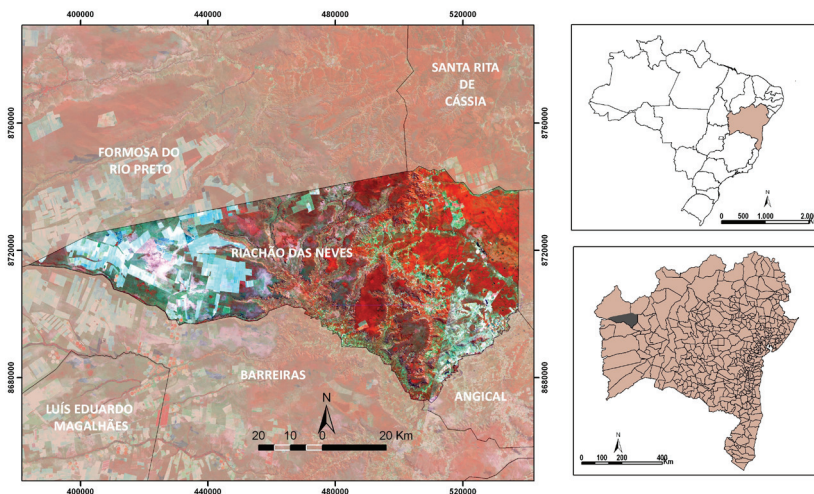 400000 440000 480000 520000
SANTA RITA
DE
CÁSSIA
8760000
8760000
FORMOSA DO
RIO PRETO
RIACHÃO DAS NEVES
8720000
8720000
BARREIRAS
8680000
8680000
ANGICAL
LUÍS EDUARDO
MAGALHÃES
N
20 10 0 20 Km
400000 440000 480000 520000
N
0 500 1.000 2.000
N
0 100 200 400
Km